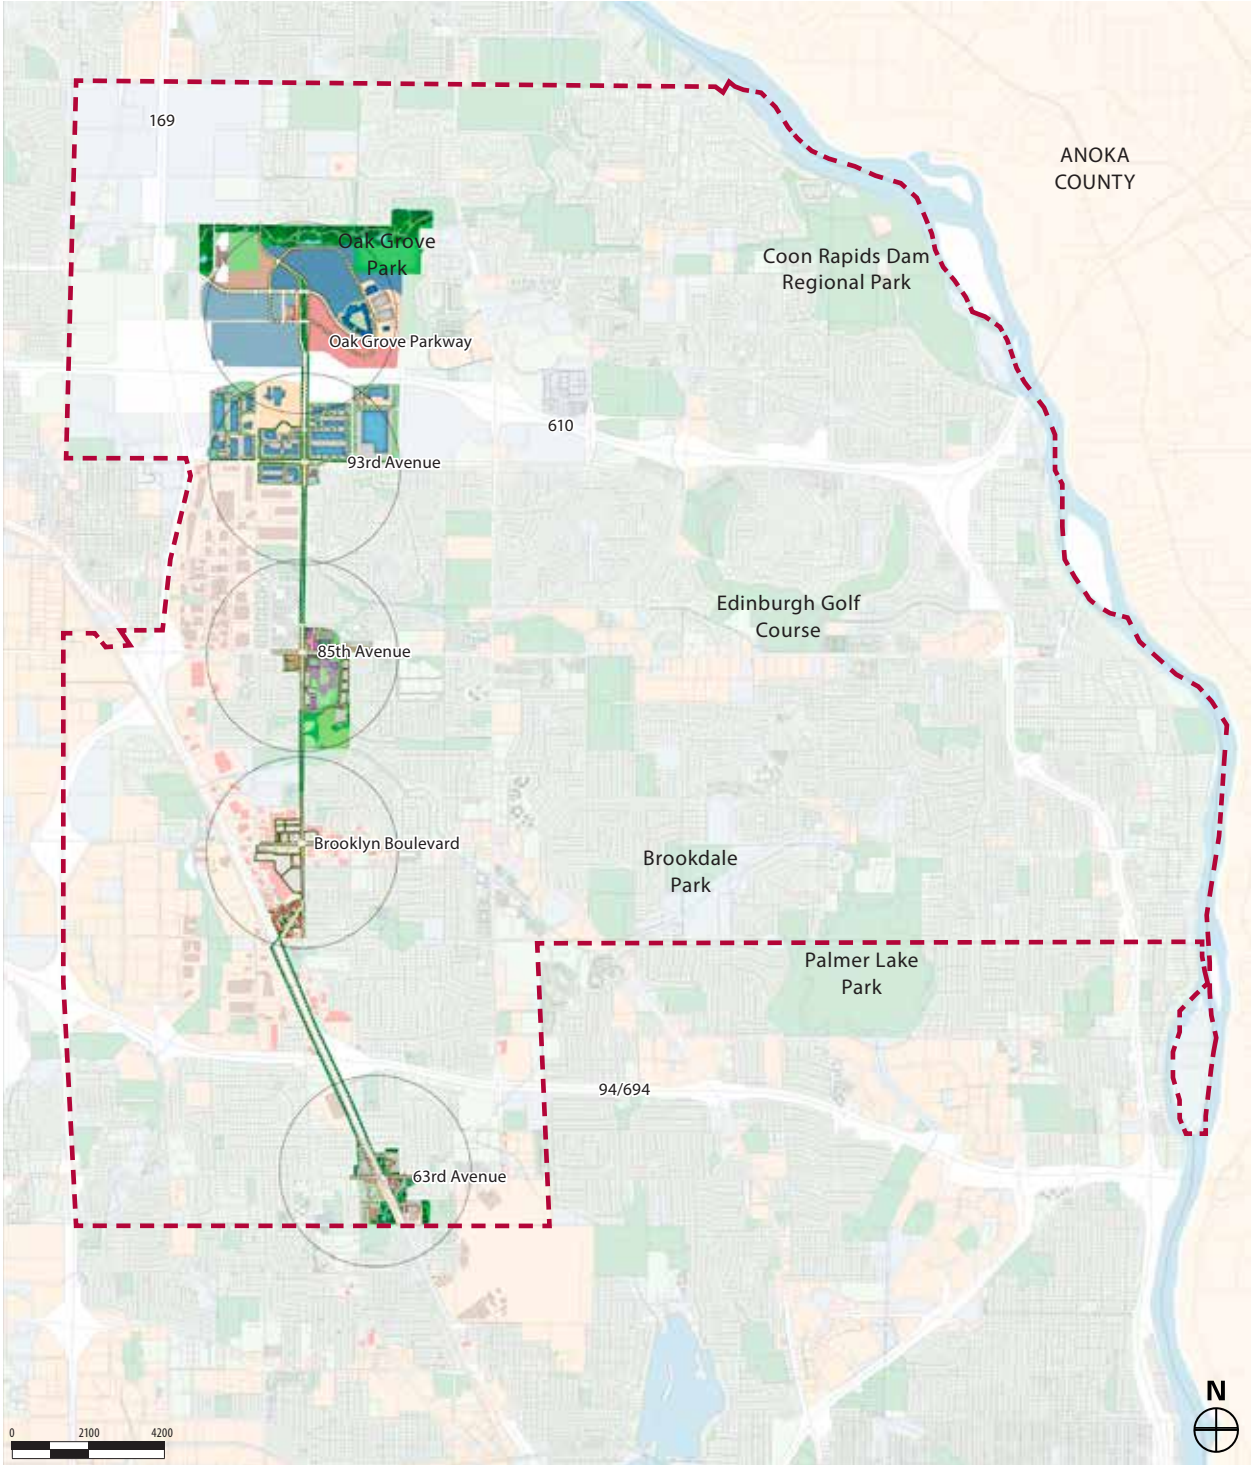 169
ANOKA
COUNTY
Oak Grove
Park
Coon Rapids Dam
Regional Park
Oak Grove Parkway
610
93rd Avenue
Edinburgh Golf
Course
85th Avenue
Brooklyn Boulevard
Brookdale
Park
Palmer Lake
Park
94/694
63rd Avenue
N
0 2100 4200